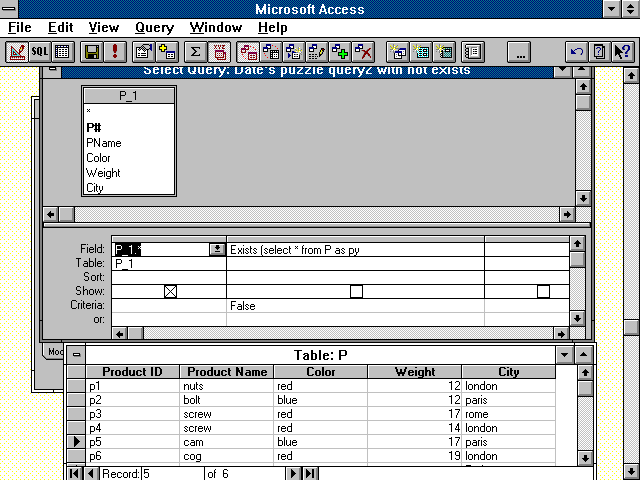 Microsoft Access
File Edit View Query Window Help
SQL
Select Query: Date's puzzle query2 with not exists
P_1
*
P#
PName
Color
Weight
City
Field: P_1.* Exists (select * from P as py
Table: P_1
Sort:
Show:
Criteria: False
or:
Moc
Table: P
Product ID Product Name Color Weight City
p1 nuts red 12 london
p2 bolt blue 12 paris
p3 screw red 17 rome
p4 screw red 14 london
p5 cam blue 17 paris
p6 cog red 19 london
Record: 5 of 6